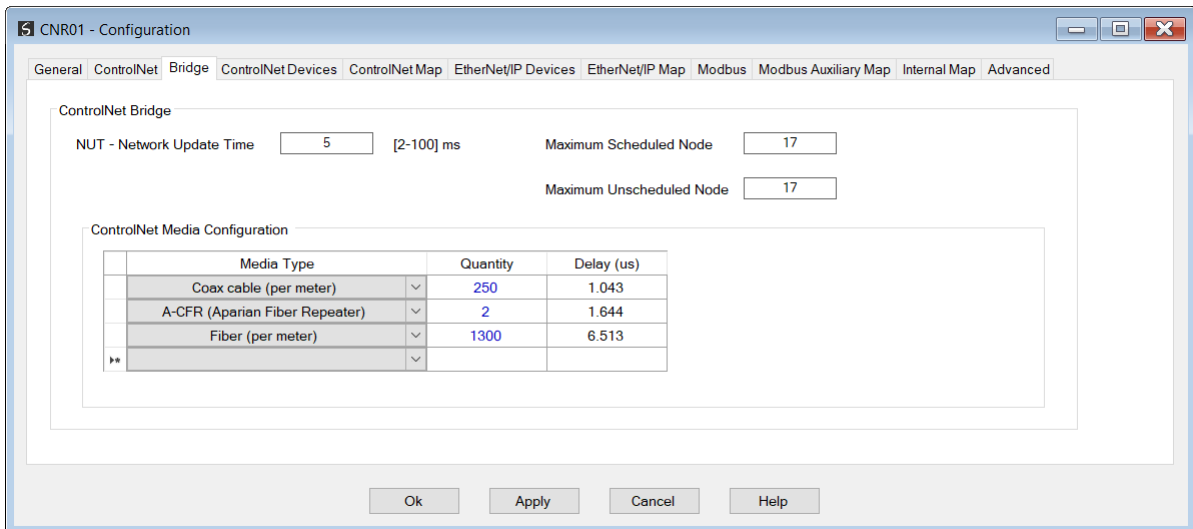 CNR01 - Configuration
General ControlNet Bridge ControlNet Devices ControlNet Map EtherNet/IP Devices EtherNet/IP Map Modbus Modbus Auxiliary Map Internal Map Advanced
ControlNet Bridge
NUT - Network Update Time 5 [2-100] ms Maximum Scheduled Node 17
Maximum Unscheduled Node 17
ControlNet Media Configuration
Media Type Quantity Delay (us)
Coax cable (per meter) 250 1.043
A-CFR (Aparian Fiber Repeater) 2 1.644
Fiber (per meter) 1300 6.513
Ok Apply Cancel Help